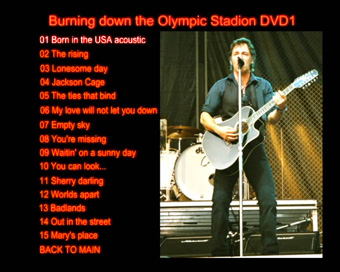 Burning down the Olympic Stadion DVD1
01 Born in the USA acoustic
02 The rising
03 Lonesome day
04 Jackson Cage
05 The ties that bind
06 My love will not let you down
07 Empty sky
08 You're missing
09 Waitin' on a sunny day
10 You can look...
11 Sherry darling
12 Worlds apart
13 Badlands
14 Out in the street
15 Mary's place
BACK TO MAIN